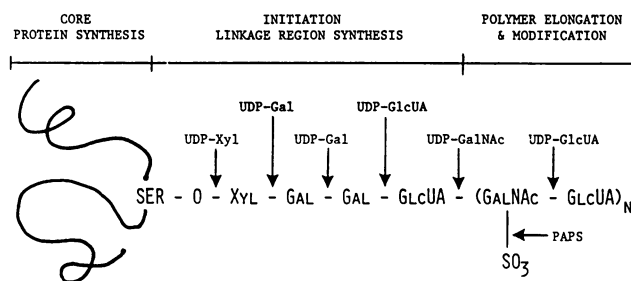 CORE
PROTEIN SYNTHESIS
INITIATION
LINKAGE REGION SYNTHESIS
POLYMER ELONGATION
& MODIFICATION
UDP-Gal UDP-GlcUA
UDP-Xyl UDP-Gal UDP-GalNAc UDP-GlcUA
SER - O - XYL - GAL - GAL - GLCUA - (GALNAC - GLCUA)N
PAPS
SO3